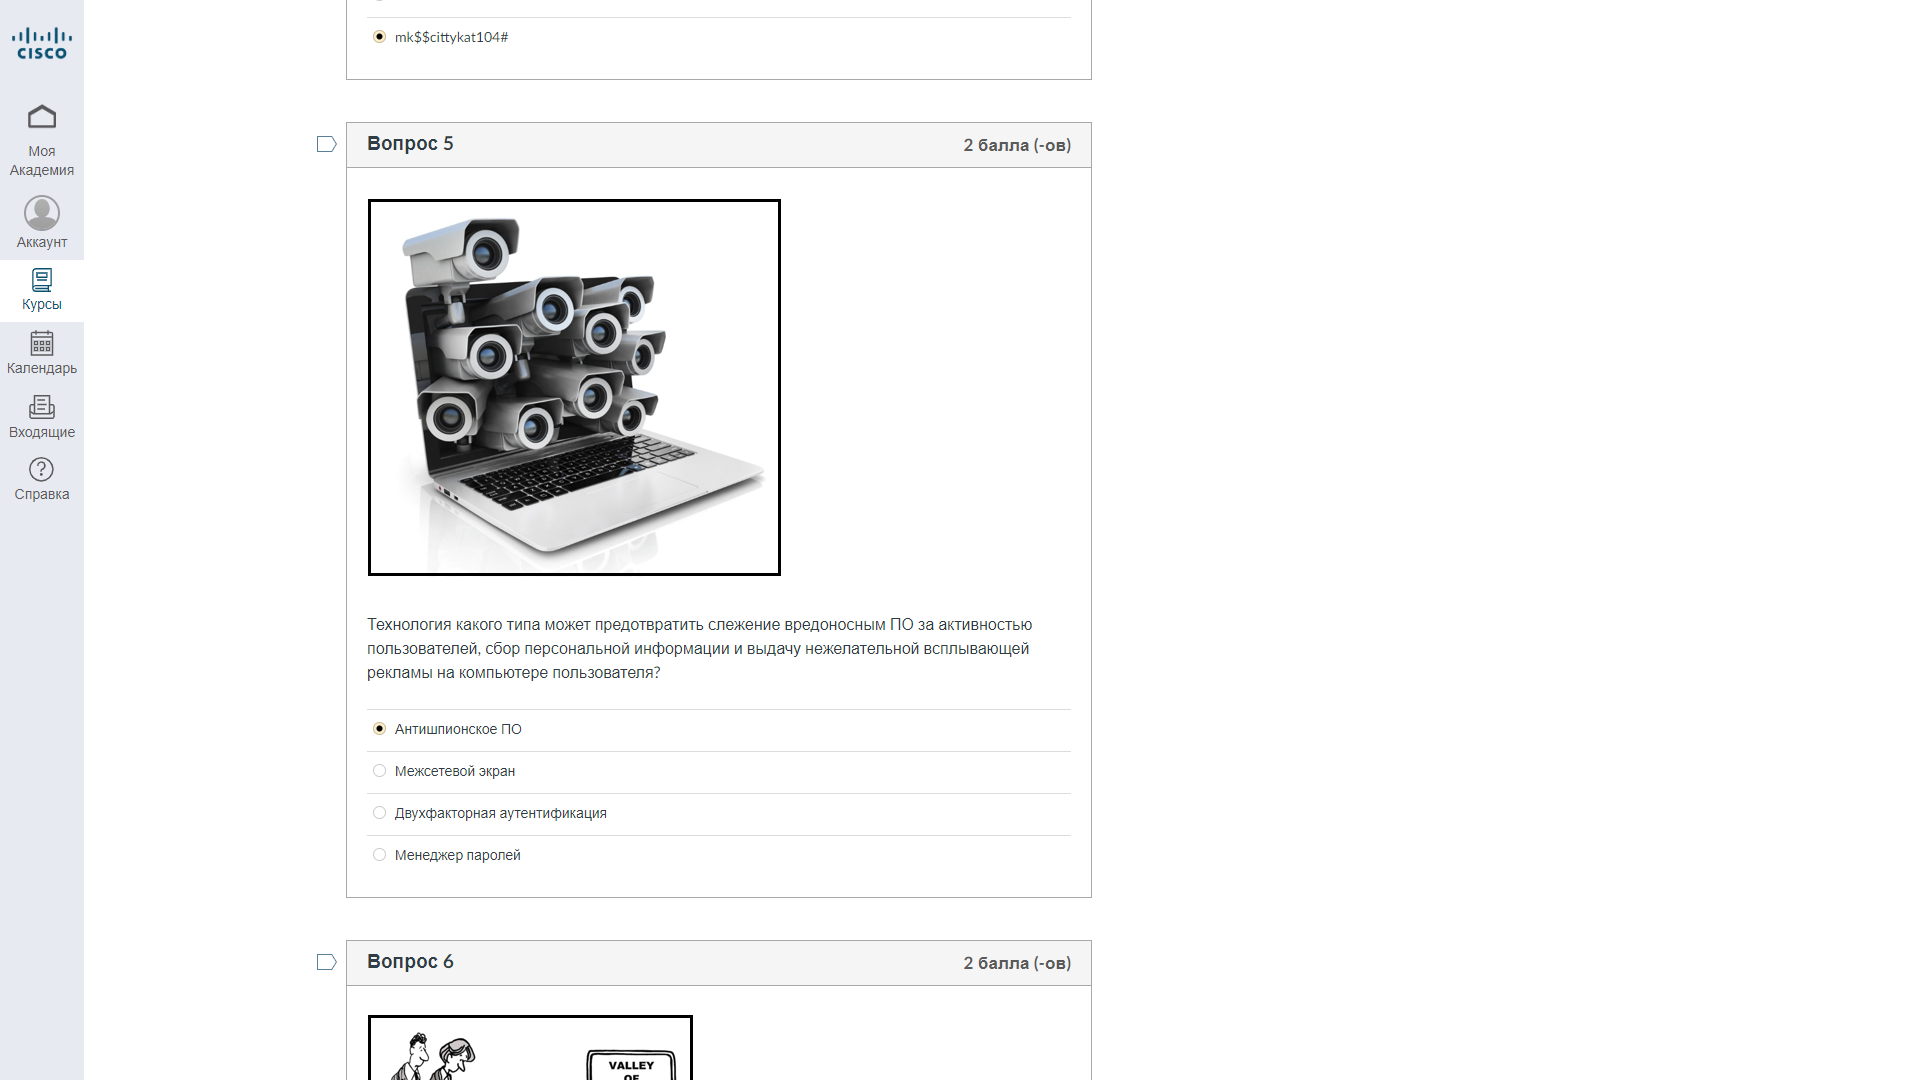 CISCO
Моя
Академия
Аккаунт
Курсы
Календарь
Входящие
Справка
mk$$cittykat104#
Вопрос 5
2 балла (-ов)
Технология какого типа может предотвратить слежение вредоносным ПО за активностью
пользователей, сбор персональной информации и выдачу нежелательной всплывающей
рекламы на компьютере пользователя?
Антишпионское ПО
Межсетевой экран
Двухфакторная аутентификация
Менеджер паролей
Вопрос 6
2 балла (-ов)
VALLEY
OF